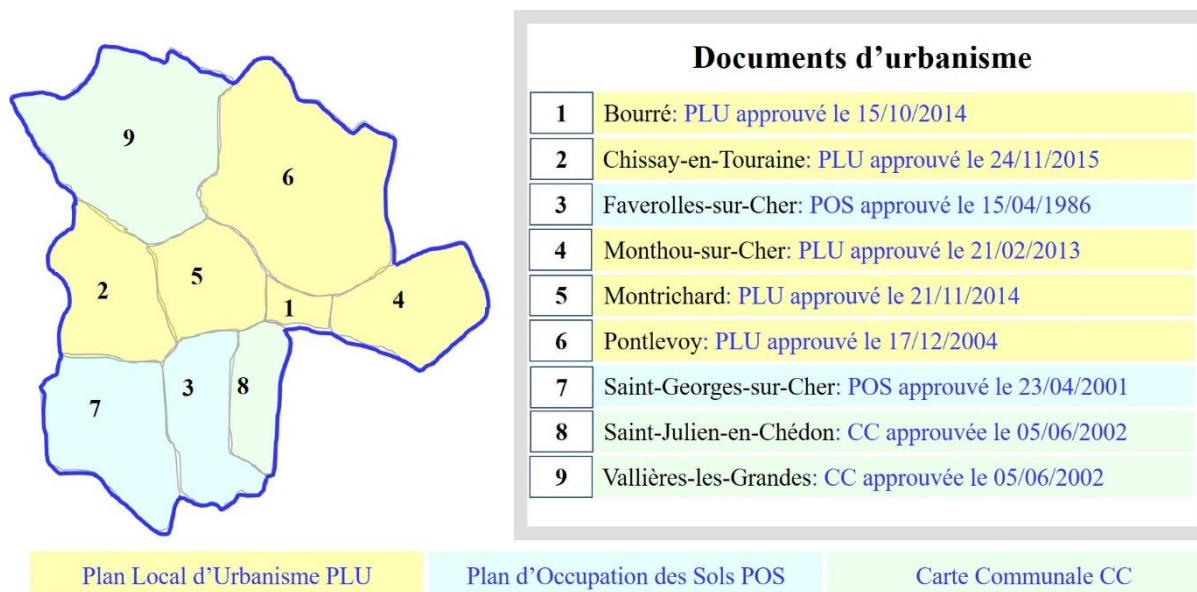 9
6
2
5
1
4
7
3
8
Documents d’urbanisme
1 Bourré: PLU approuvé le 15/10/2014
2 Chissay-en-Touraine: PLU approuvé le 24/11/2015
3 Faverolles-sur-Cher: POS approuvé le 15/04/1986
4 Monthou-sur-Cher: PLU approuvé le 21/02/2013
5 Montrichard: PLU approuvé le 21/11/2014
6 Pontlevoy: PLU approuvé le 17/12/2004
7 Saint-Georges-sur-Cher: POS approuvé le 23/04/2001
8 Saint-Julien-en-Chédon: CC approuvée le 05/06/2002
9 Vallières-les-Grandes: CC approuvée le 05/06/2002
Plan Local d’Urbanisme PLU
Plan d’Occupation des Sols POS
Carte Communale CC